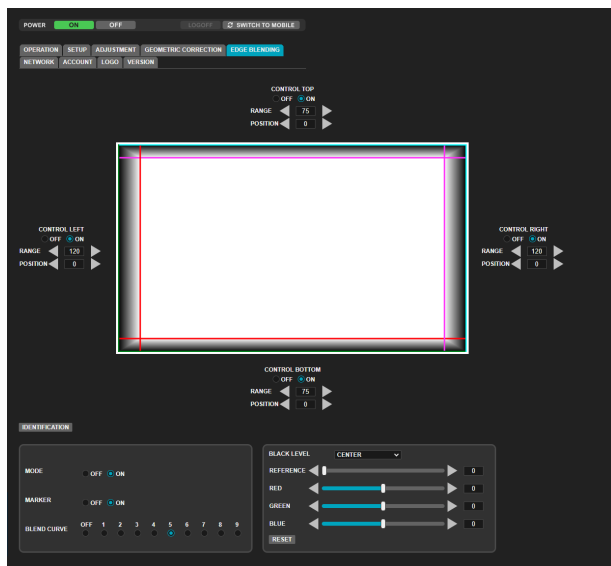 POWER ON OFF LOGOFF SWITCH TO MOBILE
OPERATION SETUP ADJUSTMENT GEOMETRIC CORRECTION EDGE BLENDING
NETWORK ACCOUNT LOGO VERSION
CONTROL TOP
OFF ON
RANGE 75
POSITION 0
CONTROL LEFT
OFF ON
RANGE 120
POSITION 0
CONTROL RIGHT
OFF ON
RANGE 120
POSITION 0
CONTROL BOTTOM
OFF ON
RANGE 75
POSITION 0
IDENTIFICATION
MODE OFF ON
MARKER OFF ON
BLEND CURVE OFF 1 2 3 4 5 6 7 8 9
BLACK LEVEL CENTER
REFERENCE 0
RED 0
GREEN 0
BLUE 0
RESET